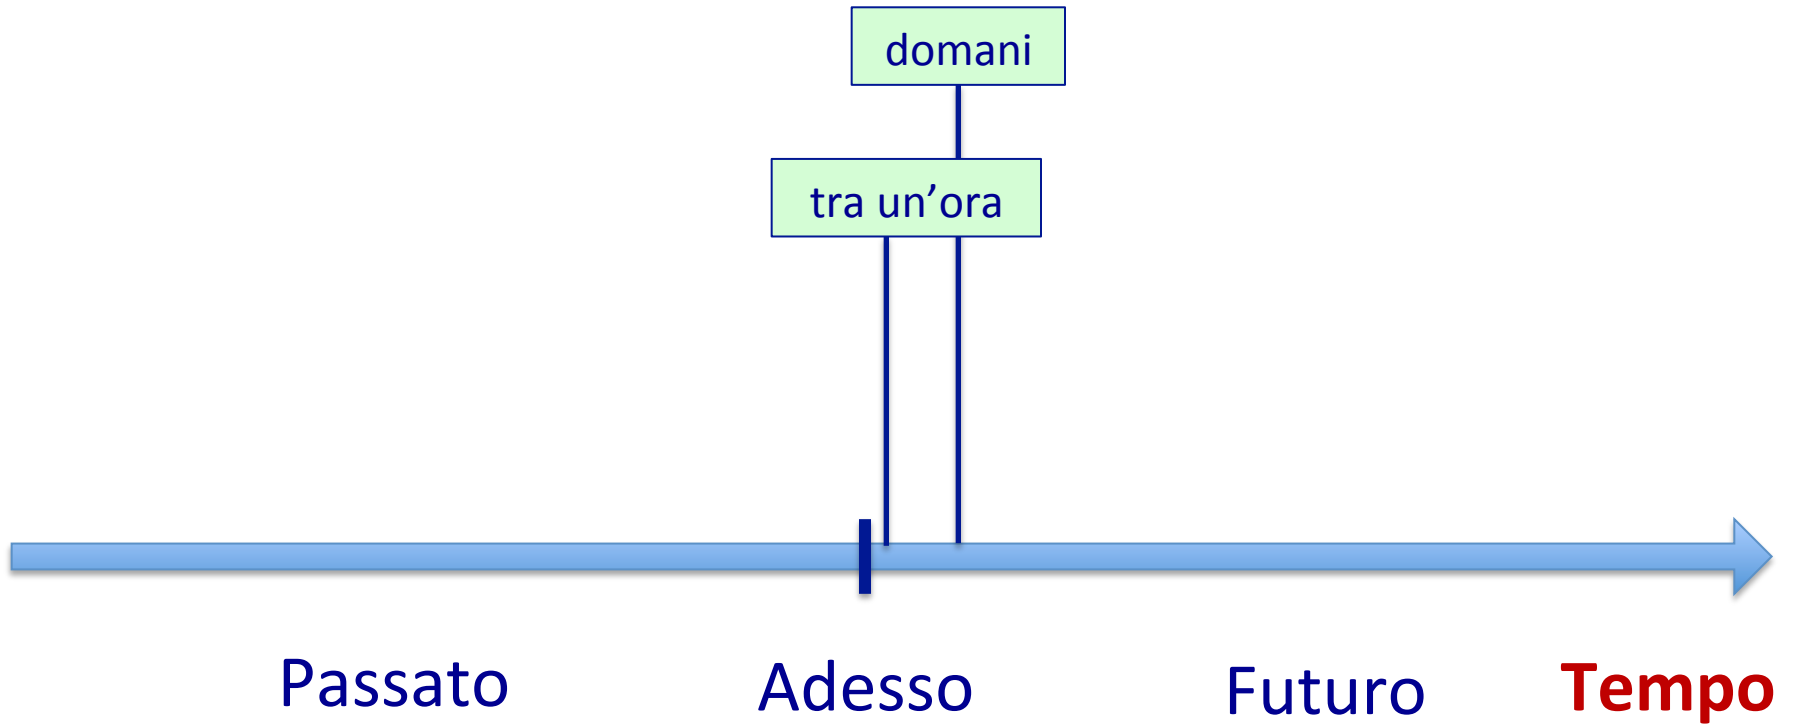 domani
tra un’ora
Passato
Adesso
Futuro
Tempo